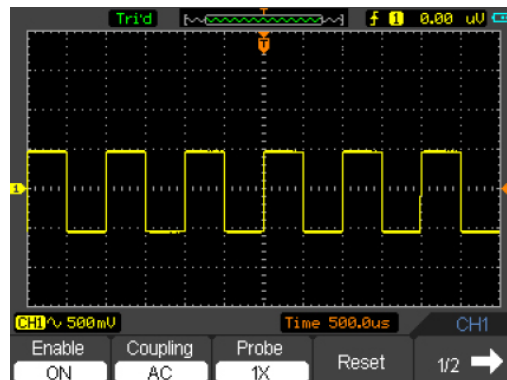 Tri'd f 1 0.00 uV
T
1
CH1 ∿ 500mV Time 500.0us CH1
Enable Coupling Probe Reset 1/2
ON AC 1X